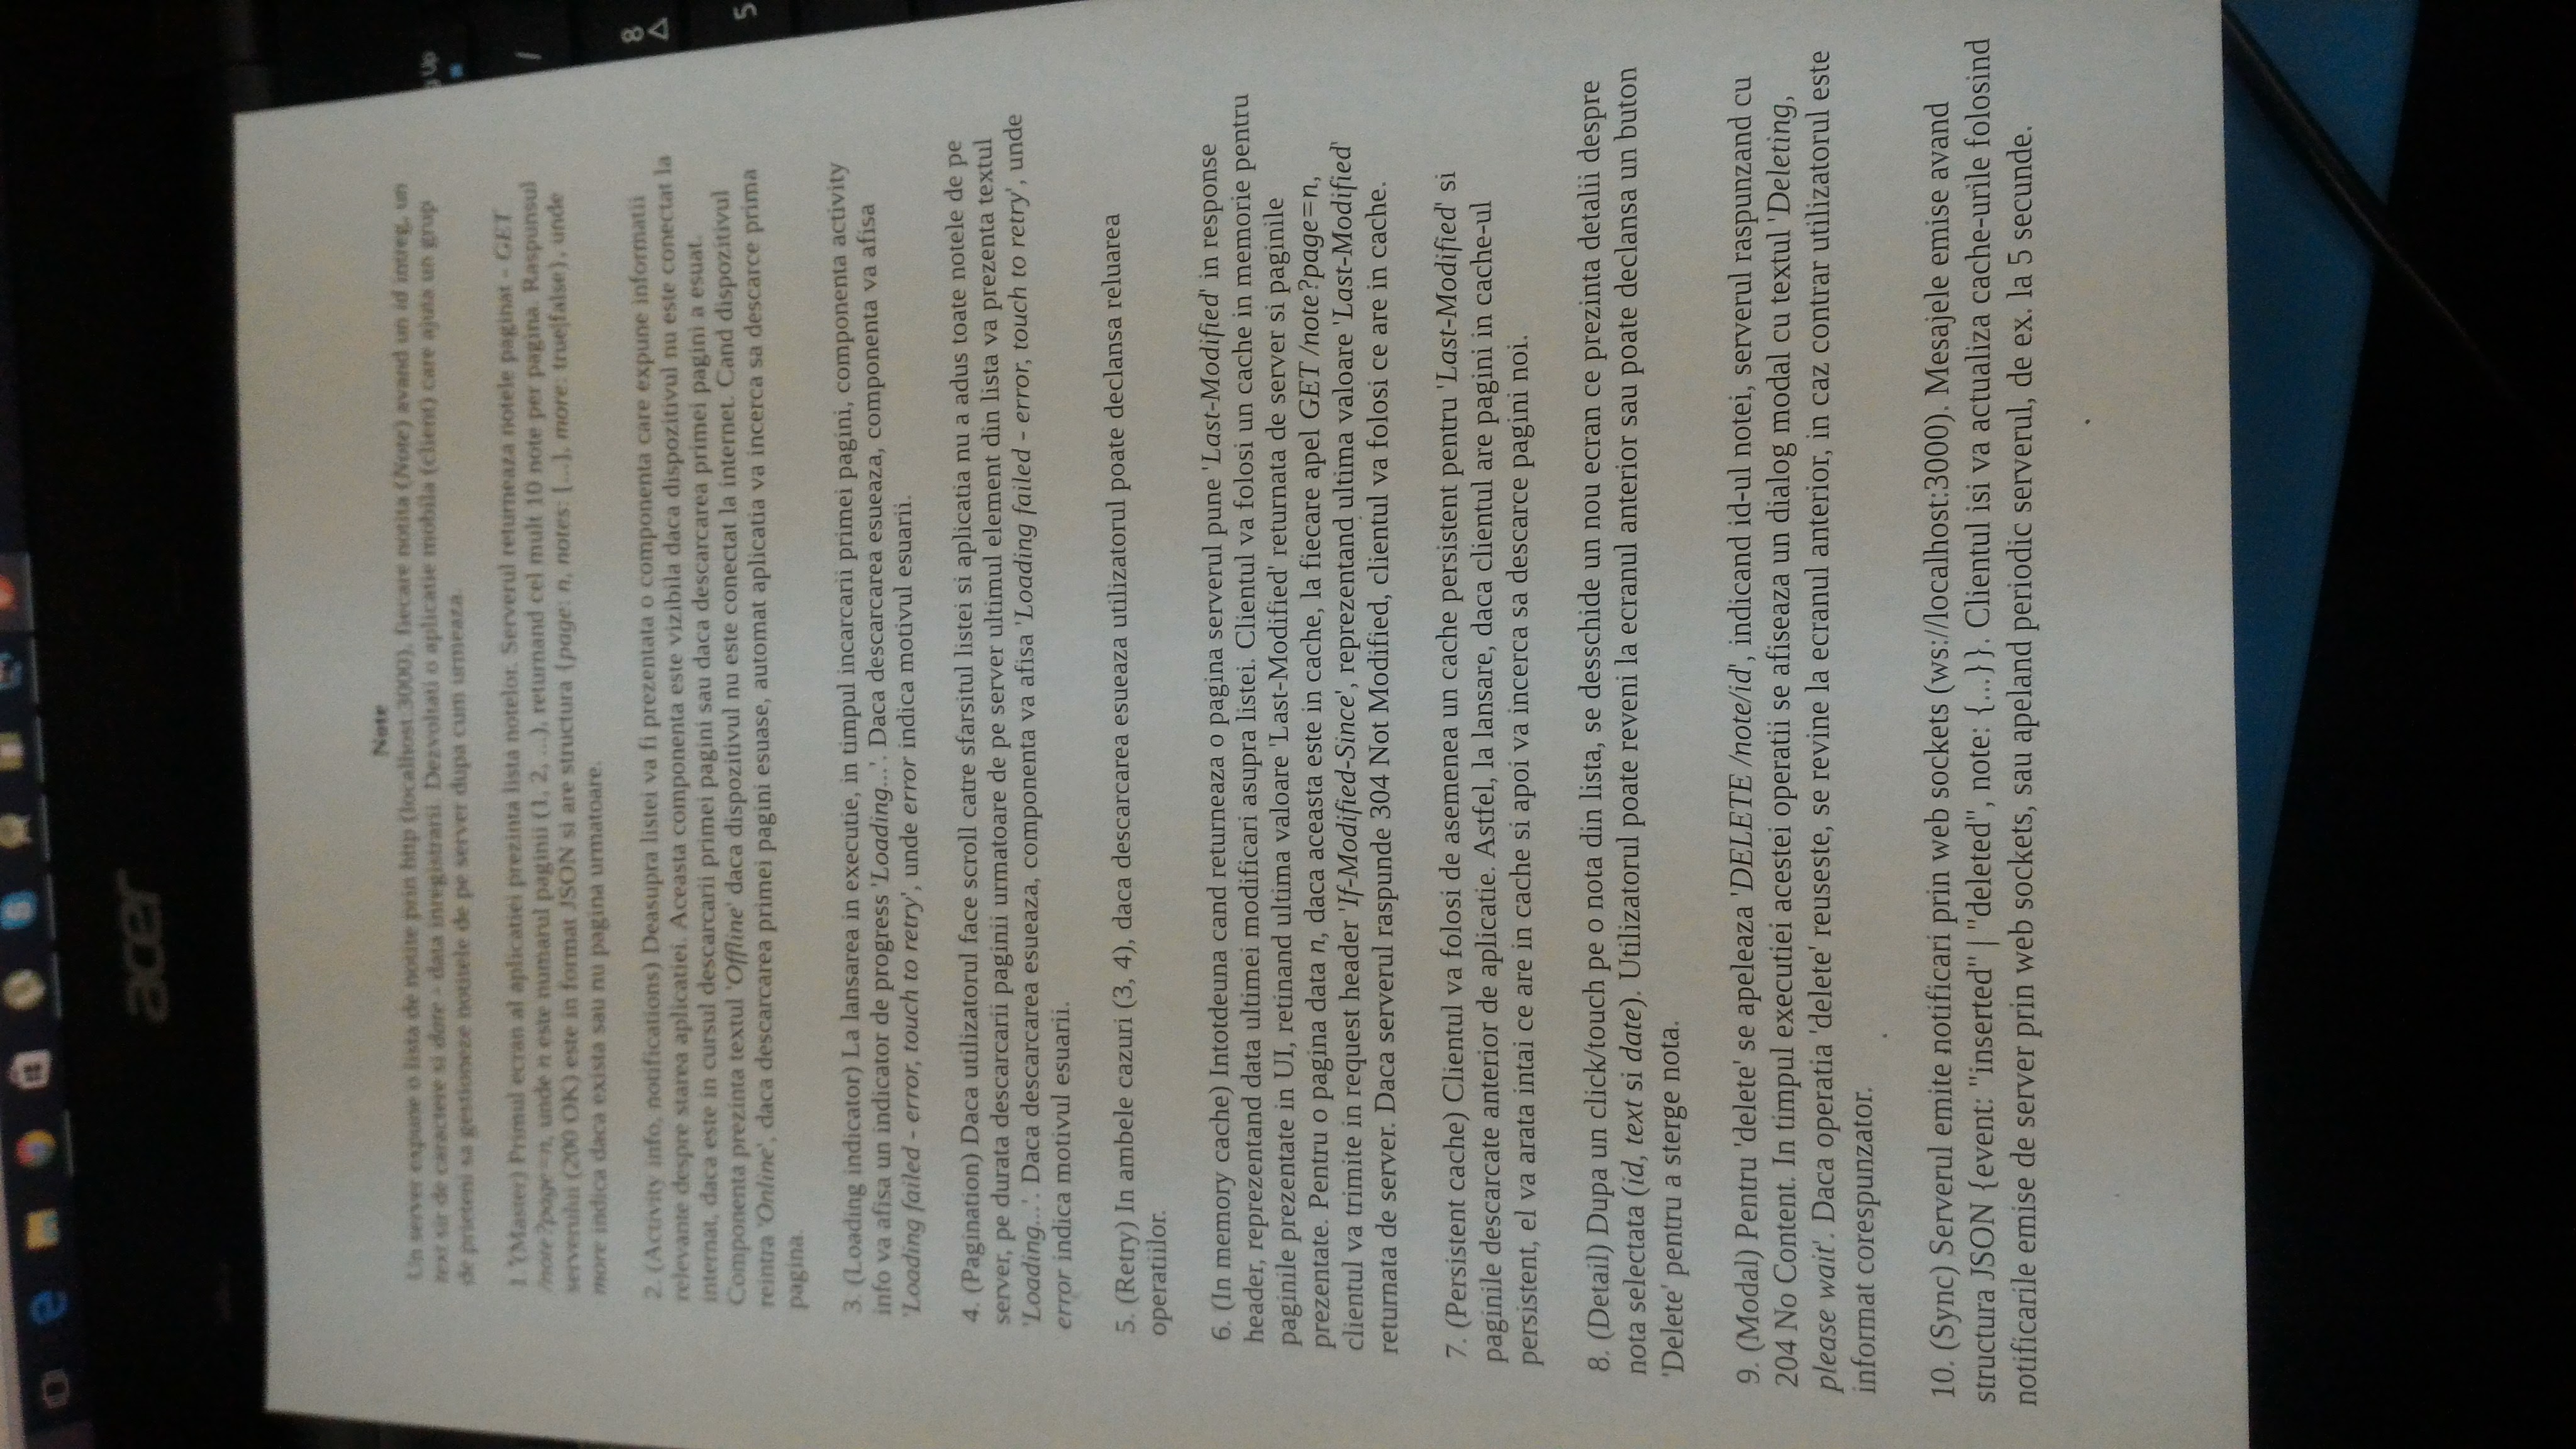 acer
Note
Un server expune o lista de notite prin http (localhost:3000), fiecare notita (Note) avand un id intreg, un
text sir de caractere si date - data inregistrarii. Dezvoltati o aplicatie mobila (client) care ajuta un grup
de prieteni sa gestioneze notitele de pe server dupa cum urmeaza.
1. (Master) Primul ecran al aplicatiei prezinta lista notelor. Serverul returneaza notele paginat - GET
/note?page=n, unde n este numarul paginii (1, 2, ...), returnand cel mult 10 note per pagina. Raspunsul
serverului (200 OK) este in format JSON si are structura {page: n, notes: [...], more: true|false}, unde
more indica daca exista sau nu pagina urmatoare.
2. (Activity info, notifications) Deasupra listei va fi prezentata o componenta care expune informatii
relevante despre starea aplicatiei. Aceasta componenta este vizibila daca dispozitivul nu este conectat la
internat, daca este in cursul descarcarii primei pagini sau daca descarcarea primei pagini a esuat.
Componenta prezinta textul 'Offline' daca dispozitivul nu este conectat la internet. Cand dispozitivul
reintra 'Online', daca descarcarea primei pagini esuase, automat aplicatia va incerca sa descarce prima
pagina.
3. (Loading indicator) La lansarea in executie, in timpul incarcarii primei pagini, componenta activity
info va afisa un indicator de progress 'Loading...'. Daca descarcarea esueaza, componenta va afisa
'Loading failed - error, touch to retry', unde error indica motivul esuarii.
4. (Pagination) Daca utilizatorul face scroll catre sfarsitul listei si aplicatia nu a adus toate notele de pe
server, pe durata descarcarii paginii urmatoare de pe server ultimul element din lista va prezenta textul
'Loading...'. Daca descarcarea esueaza, componenta va afisa 'Loading failed - error, touch to retry', unde
error indica motivul esuarii.
5. (Retry) In ambele cazuri (3, 4), daca descarcarea esueaza utilizatorul poate declansa reluarea
operatiilor.
6. (In memory cache) Intotdeuna cand returneaza o pagina serverul pune 'Last-Modified' in response
header, reprezentand data ultimei modificari asupra listei. Clientul va folosi un cache in memorie pentru
paginile prezentate in UI, retinand ultima valoare 'Last-Modified' returnata de server si paginile
prezentate. Pentru o pagina data n, daca aceasta este in cache, la fiecare apel GET /note?page=n,
clientul va trimite in request header 'If-Modified-Since', reprezentand ultima valoare 'Last-Modified'
returnata de server. Daca serverul raspunde 304 Not Modified, clientul va folosi ce are in cache.
7. (Persistent cache) Clientul va folosi de asemenea un cache persistent pentru 'Last-Modified' si
paginile descarcate anterior de aplicatie. Astfel, la lansare, daca clientul are pagini in cache-ul
persistent, el va arata intai ce are in cache si apoi va incerca sa descarce pagini noi.
8. (Detail) Dupa un click/touch pe o nota din lista, se desschide un nou ecran ce prezinta detalii despre
nota selectata (id, text si date). Utilizatorul poate reveni la ecranul anterior sau poate declansa un buton
'Delete' pentru a sterge nota.
9. (Modal) Pentru 'delete' se apeleaza 'DELETE /note/id', indicand id-ul notei, serverul raspunzand cu
204 No Content. In timpul executiei acestei operatii se afiseaza un dialog modal cu textul 'Deleting,
please wait'. Daca operatia 'delete' reuseste, se revine la ecranul anterior, in caz contrar utilizatorul este
informat corespunzator.
10. (Sync) Serverul emite notificari prin web sockets (ws://localhost:3000). Mesajele emise avand
structura JSON {event: "inserted" | "deleted", note: {...}}. Clientul isi va actualiza cache-urile folosind
notificarile emise de server prin web sockets, sau apeland periodic serverul, de ex. la 5 secunde.
Up
/
8
5